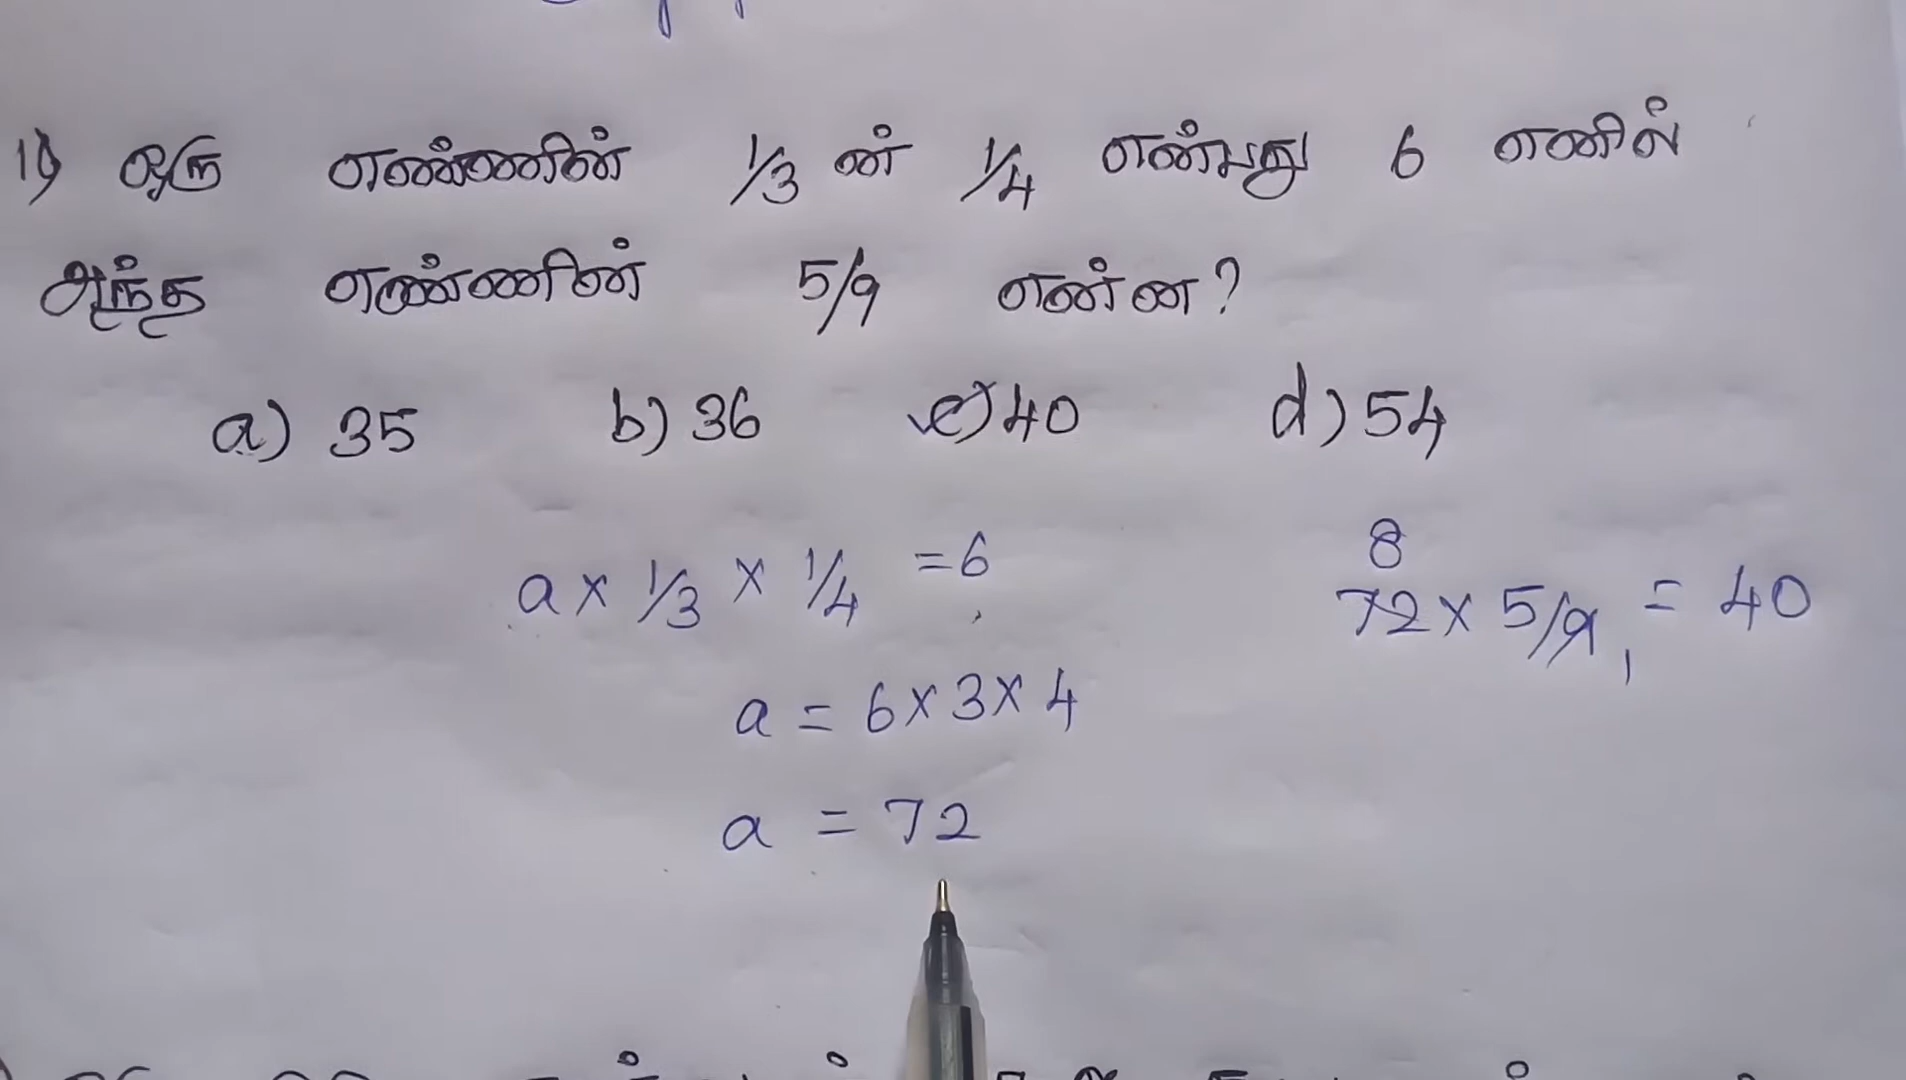 1) ஒரு எண்ணின் 1/3 ன் 1/4 என்பது 6 எனில்
அந்த எண்ணின் 5/9 என்ன?
a) 35 b) 36 c) 40 d) 54
a x 1/3 x 1/4 = 6
8
72 x 5/9 1 = 40
a = 6 x 3 x 4
a = 72